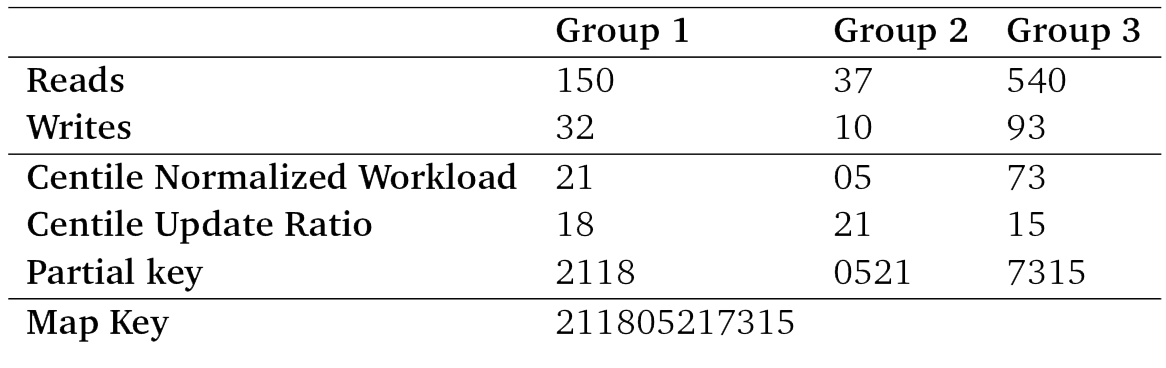 Group 1 Group 2 Group 3
Reads 150 37 540
Writes 32 10 93
Centile Normalized Workload 21 05 73
Centile Update Ratio 18 21 15
Partial key 2118 0521 7315
Map Key 211805217315